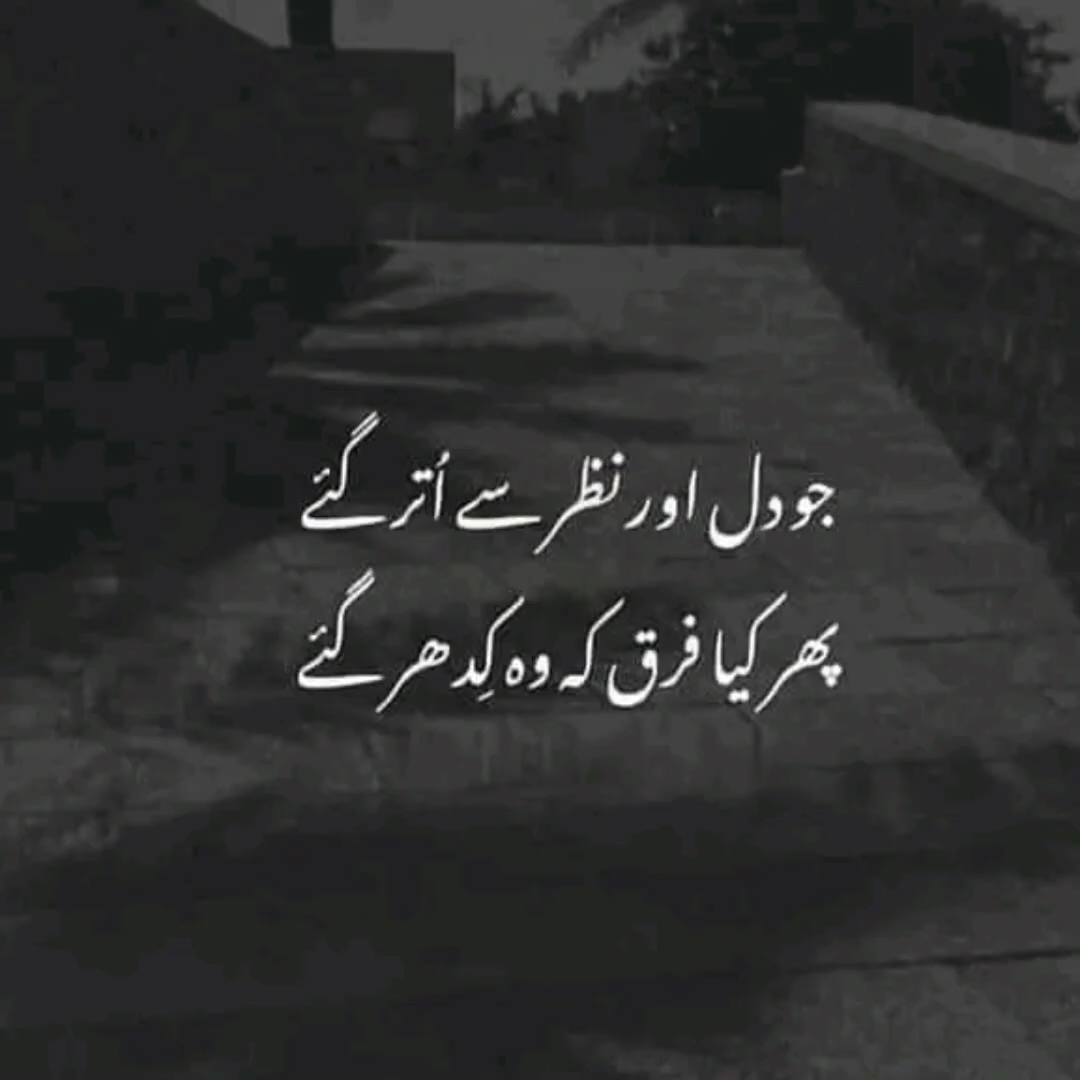 جو دل اور نظر سے اُتر گئے
پھر کیا فرق کہ وہ کِدھر گئے